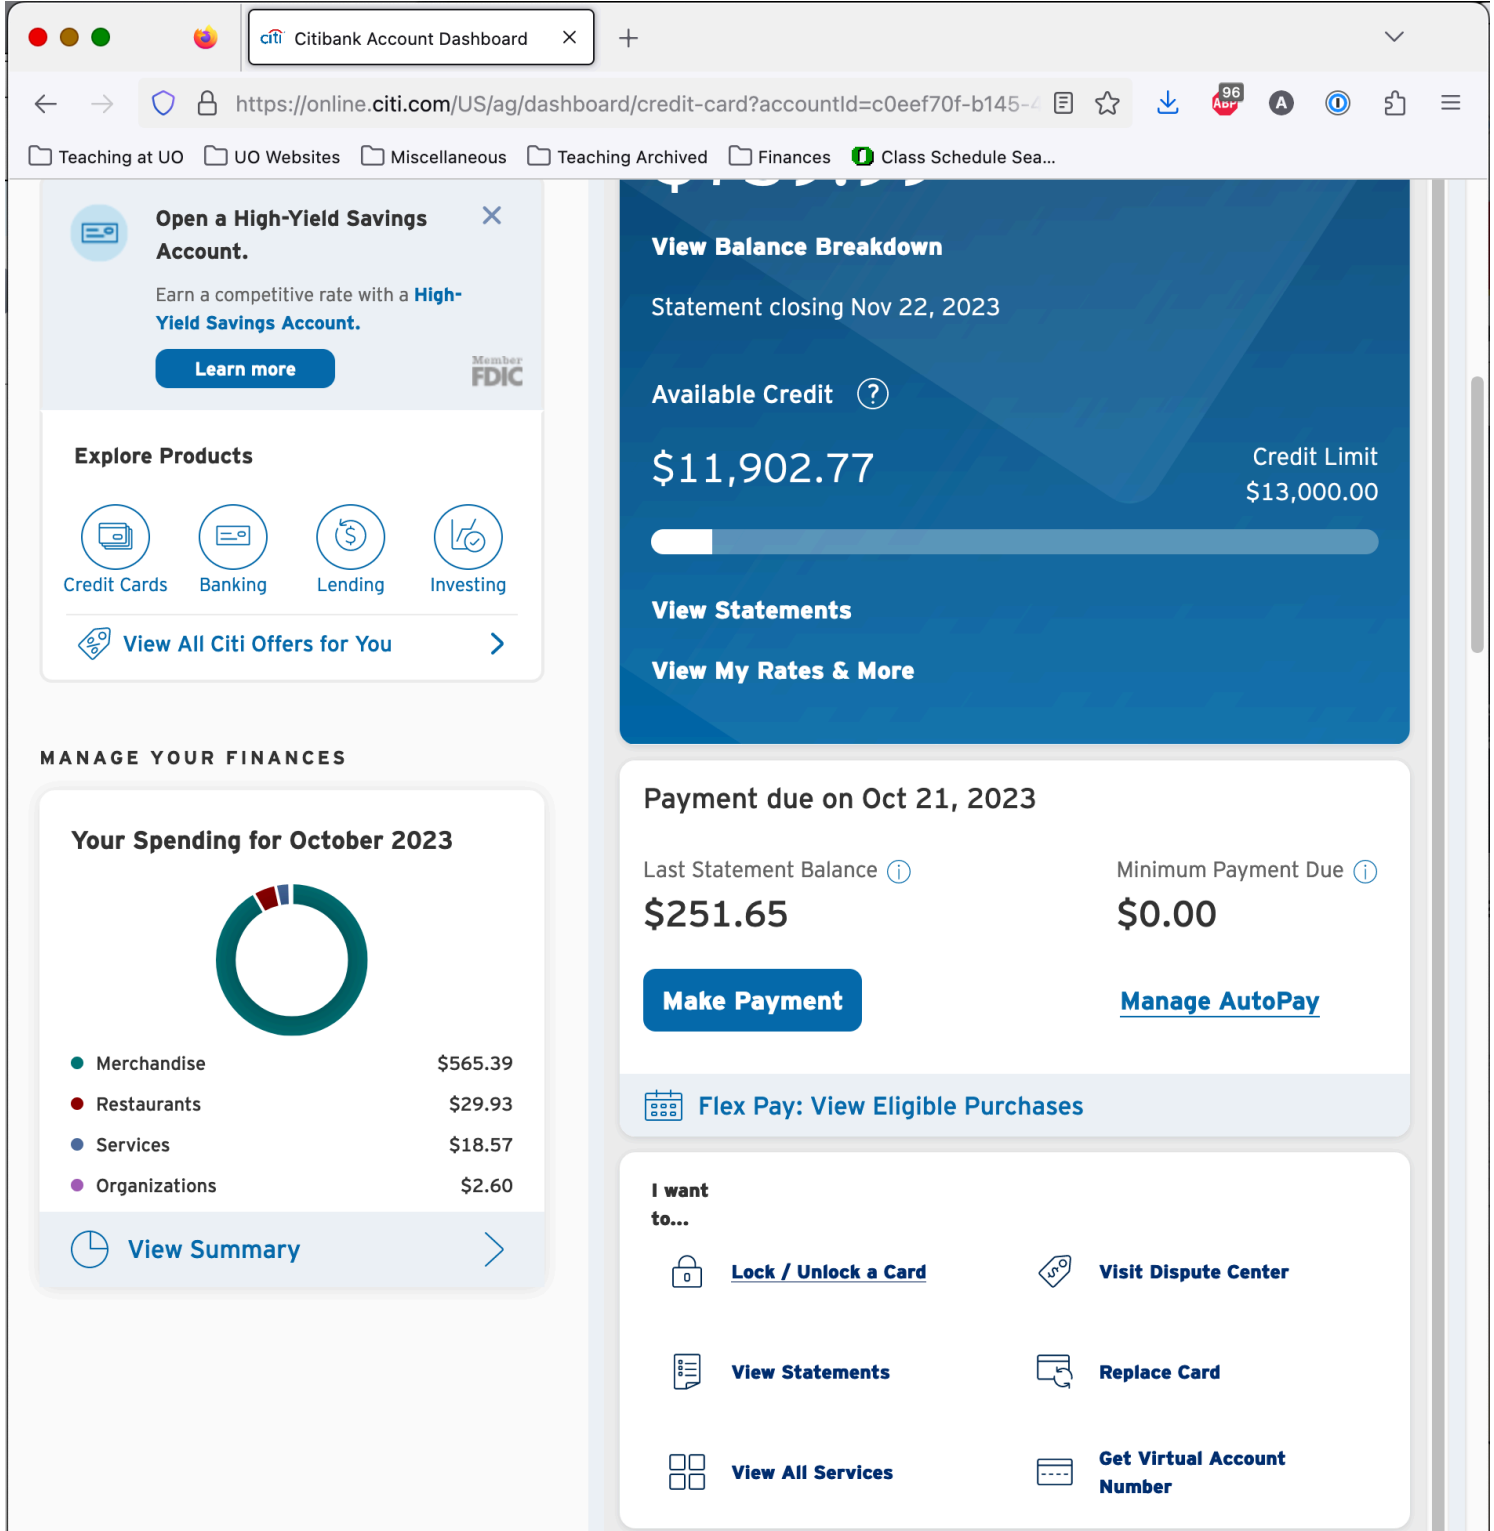 citi Citibank Account Dashboard
https://online.citi.com/US/ag/dashboard/credit-card?accountId=c0eef70f-b145-
ABP 96
A
Teaching at UO
UO Websites
Miscellaneous
Teaching Archived
Finances
Class Schedule Sea...
Open a High-Yield Savings
Account.
Earn a competitive rate with a High-
Yield Savings Account.
Learn more
Member
FDIC
Explore Products
Credit Cards
Banking
Lending
Investing
View All Citi Offers for You
MANAGE YOUR FINANCES
Your Spending for October 2023
Merchandise $565.39
Restaurants $29.93
Services $18.57
Organizations $2.60
View Summary
View Balance Breakdown
Statement closing Nov 22, 2023
Available Credit ?
$11,902.77
Credit Limit
$13,000.00
View Statements
View My Rates & More
Payment due on Oct 21, 2023
Last Statement Balance
$251.65
Minimum Payment Due
$0.00
Make Payment
Manage AutoPay
Flex Pay: View Eligible Purchases
I want
to...
Lock / Unlock a Card
Visit Dispute Center
View Statements
Replace Card
View All Services
Get Virtual Account
Number